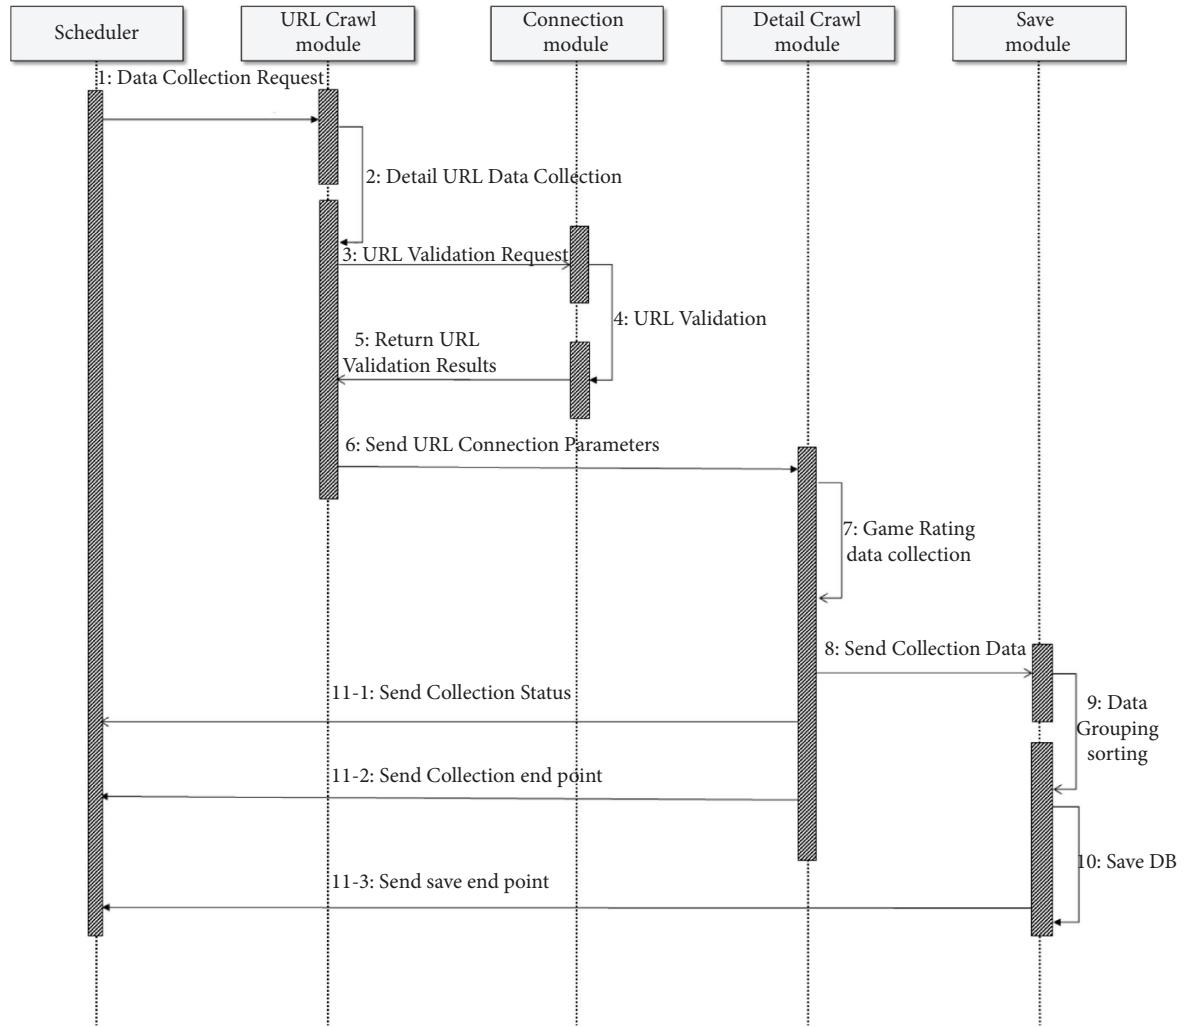 Scheduler
URL Crawl
module
Connection
module
Detail Crawl
module
Save
module
1: Data Collection Request
2: Detail URL Data Collection
3: URL Validation Request
4: URL Validation
5: Return URL
Validation Results
6: Send URL Connection Parameters
7: Game Rating
data collection
8: Send Collection Data
11-1: Send Collection Status
9: Data
Grouping
sorting
11-2: Send Collection end point
10: Save DB
11-3: Send save end point